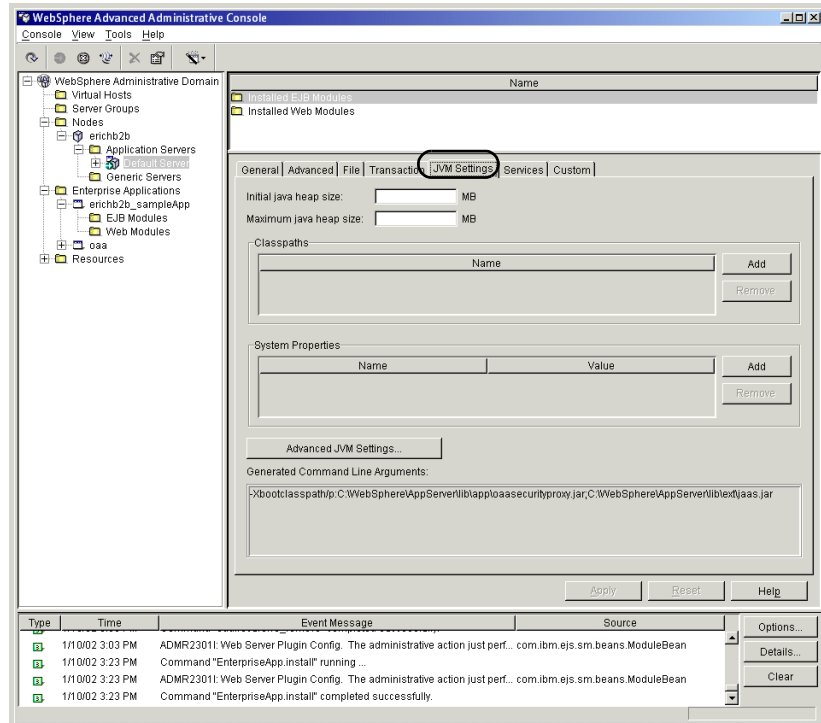 WebSphere Advanced Administrative Console
Console View Tools Help
WebSphere Administrative Domain
Virtual Hosts
Server Groups
Nodes
erichb2b
Application Servers
Default Server
Generic Servers
Enterprise Applications
erichb2b_sampleApp
EJB Modules
Web Modules
oaa
Resources
Name
Installed EJB Modules
Installed Web Modules
General Advanced File Transaction JVM Settings Services Custom
Initial java heap size: MB
Maximum java heap size: MB
Classpaths
Name
Add
Remove
System Properties
Name Value
Add
Remove
Advanced JVM Settings...
Generated Command Line Arguments:
-Xbootclasspath/p:C:\WebSphere\AppServer\lib\app\oaasecurityproxy.jar;C:\WebSphere\AppServer\lib\ext\jaas.jar
Apply Reset Help
Type Time Event Message Source
1/10/02 3:03 PM ADMR2301I: Web Server Plugin Config. The administrative action just perf... com.ibm.ejs.sm.beans.ModuleBean
1/10/02 3:23 PM Command "EnterpriseApp.install" running ...
1/10/02 3:23 PM ADMR2301I: Web Server Plugin Config. The administrative action just perf... com.ibm.ejs.sm.beans.ModuleBean
1/10/02 3:23 PM Command "EnterpriseApp.install" completed successfully.
Options...
Details...
Clear